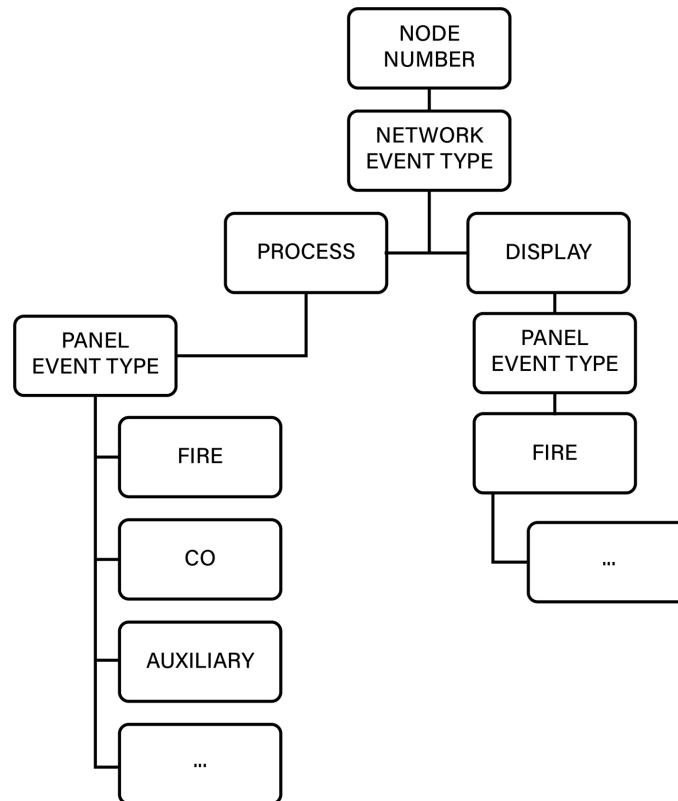 NODE
NUMBER
NETWORK
EVENT TYPE
PROCESS
DISPLAY
PANEL
EVENT TYPE
PANEL
EVENT TYPE
FIRE
FIRE
CO
...
AUXILIARY
...